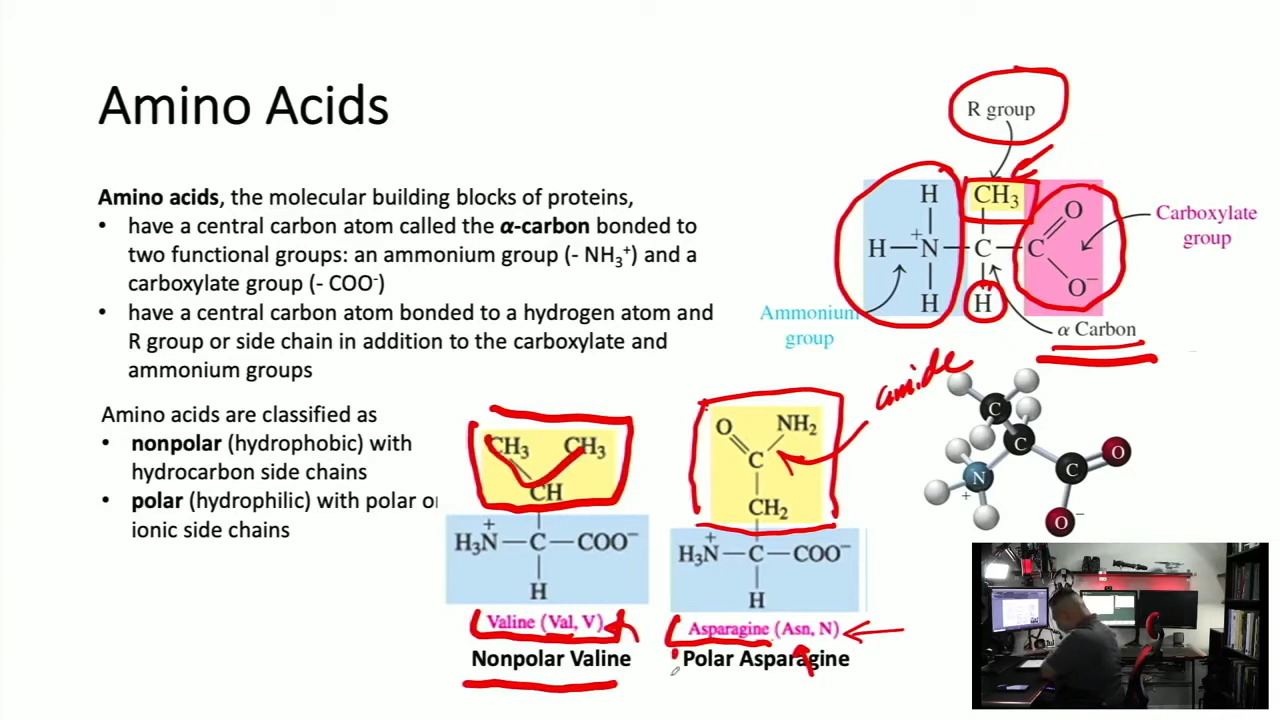 Amino Acids
Amino acids, the molecular building blocks of proteins,
• have a central carbon atom called the α-carbon bonded to
two functional groups: an ammonium group (- NH₃⁺) and a
carboxylate group (- COO⁻)
• have a central carbon atom bonded to a hydrogen atom and
R group or side chain in addition to the carboxylate and
ammonium groups
Amino acids are classified as
• nonpolar (hydrophobic) with
hydrocarbon side chains
• polar (hydrophilic) with polar or
ionic side chains
R group
H CH₃ O
H—N⁺—C—C
H H O⁻
Carboxylate
group
Ammonium
group
α Carbon
amide
CH₃ CH₃
CH
H₃N⁺—C—COO⁻
H
Valine (Val, V)
Nonpolar Valine
O NH₂
C
CH₂
H₃N⁺—C—COO⁻
H
Asparagine (Asn, N)
Polar Asparagine
C
C
C O
N
+
O⁻